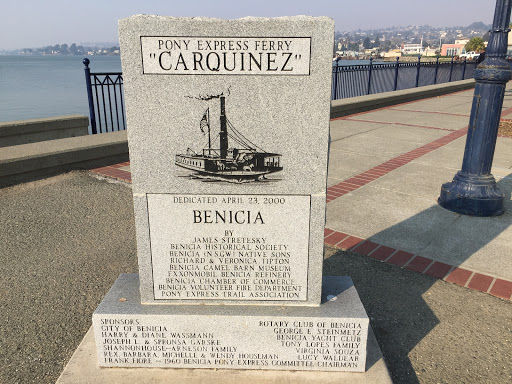 PONY EXPRESS FERRY
"CARQUINEZ"
DEDICATED APRIL 23, 2000
BENICIA
BY
JAMES STRETESKY
BENICIA HISTORICAL SOCIETY
BENICIA (N.S.G.W.) NATIVE SONS
RICHARD & VERONICA TIPTON
BENICIA CAMEL BARN MUSEUM
EXXONMOBIL BENICIA REFINERY
BENICIA CHAMBER OF COMMERCE
BENICIA VOLUNTEER FIRE DEPARTMENT
PONY EXPRESS TRAIL ASSOCIATION
SPONSORS
CITY OF BENICIA
HARRY & DIANE WASSMANN
JOSEPH L. & SPRONSA GARSKE
SHANNONHOUSE-ARNESON FAMILY
REX, BARBARA, MICHELLE & WENDY HOUSEMAN
FRANK FIORE - 1960 BENICIA PONY EXPRESS COMMITTEE CHAIRMAN
ROTARY CLUB OF BENICIA
GEORGE E. STEINMETZ
BENICIA YACHT CLUB
TONY LOPES FAMILY
VIRGINIA SOUZA
LUCY WALLAR